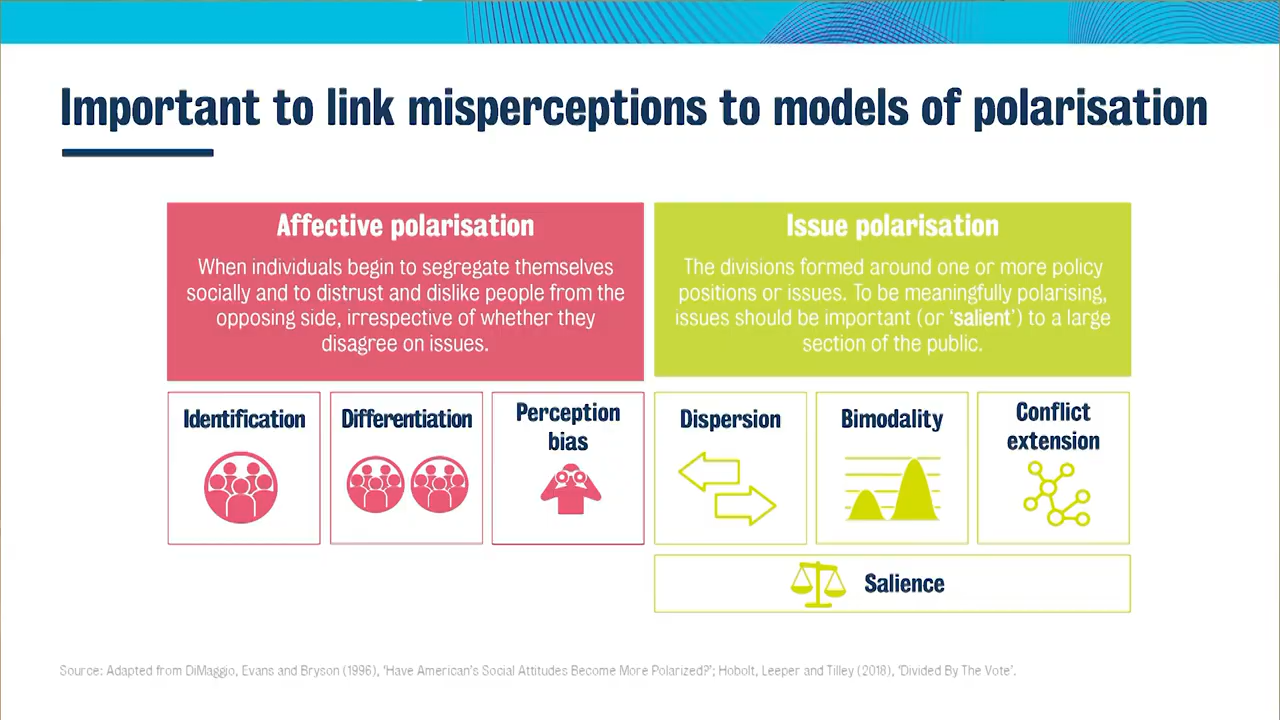 Important to link misperceptions to models of polarisation
Affective polarisation
When individuals begin to segregate themselves
socially and to distrust and dislike people from the
opposing side, irrespective of whether they
disagree on issues.
Identification
Differentiation
Perception
bias
Issue polarisation
The divisions formed around one or more policy
positions or issues. To be meaningfully polarising,
issues should be important (or ‘salient’) to a large
section of the public.
Dispersion
Bimodality
Conflict
extension
Salience
Source: Adapted from DiMaggio, Evans and Bryson (1996), ‘Have American’s Social Attitudes Become More Polarized?’; Hobolt, Leeper and Tilley (2018), ‘Divided By The Vote’.